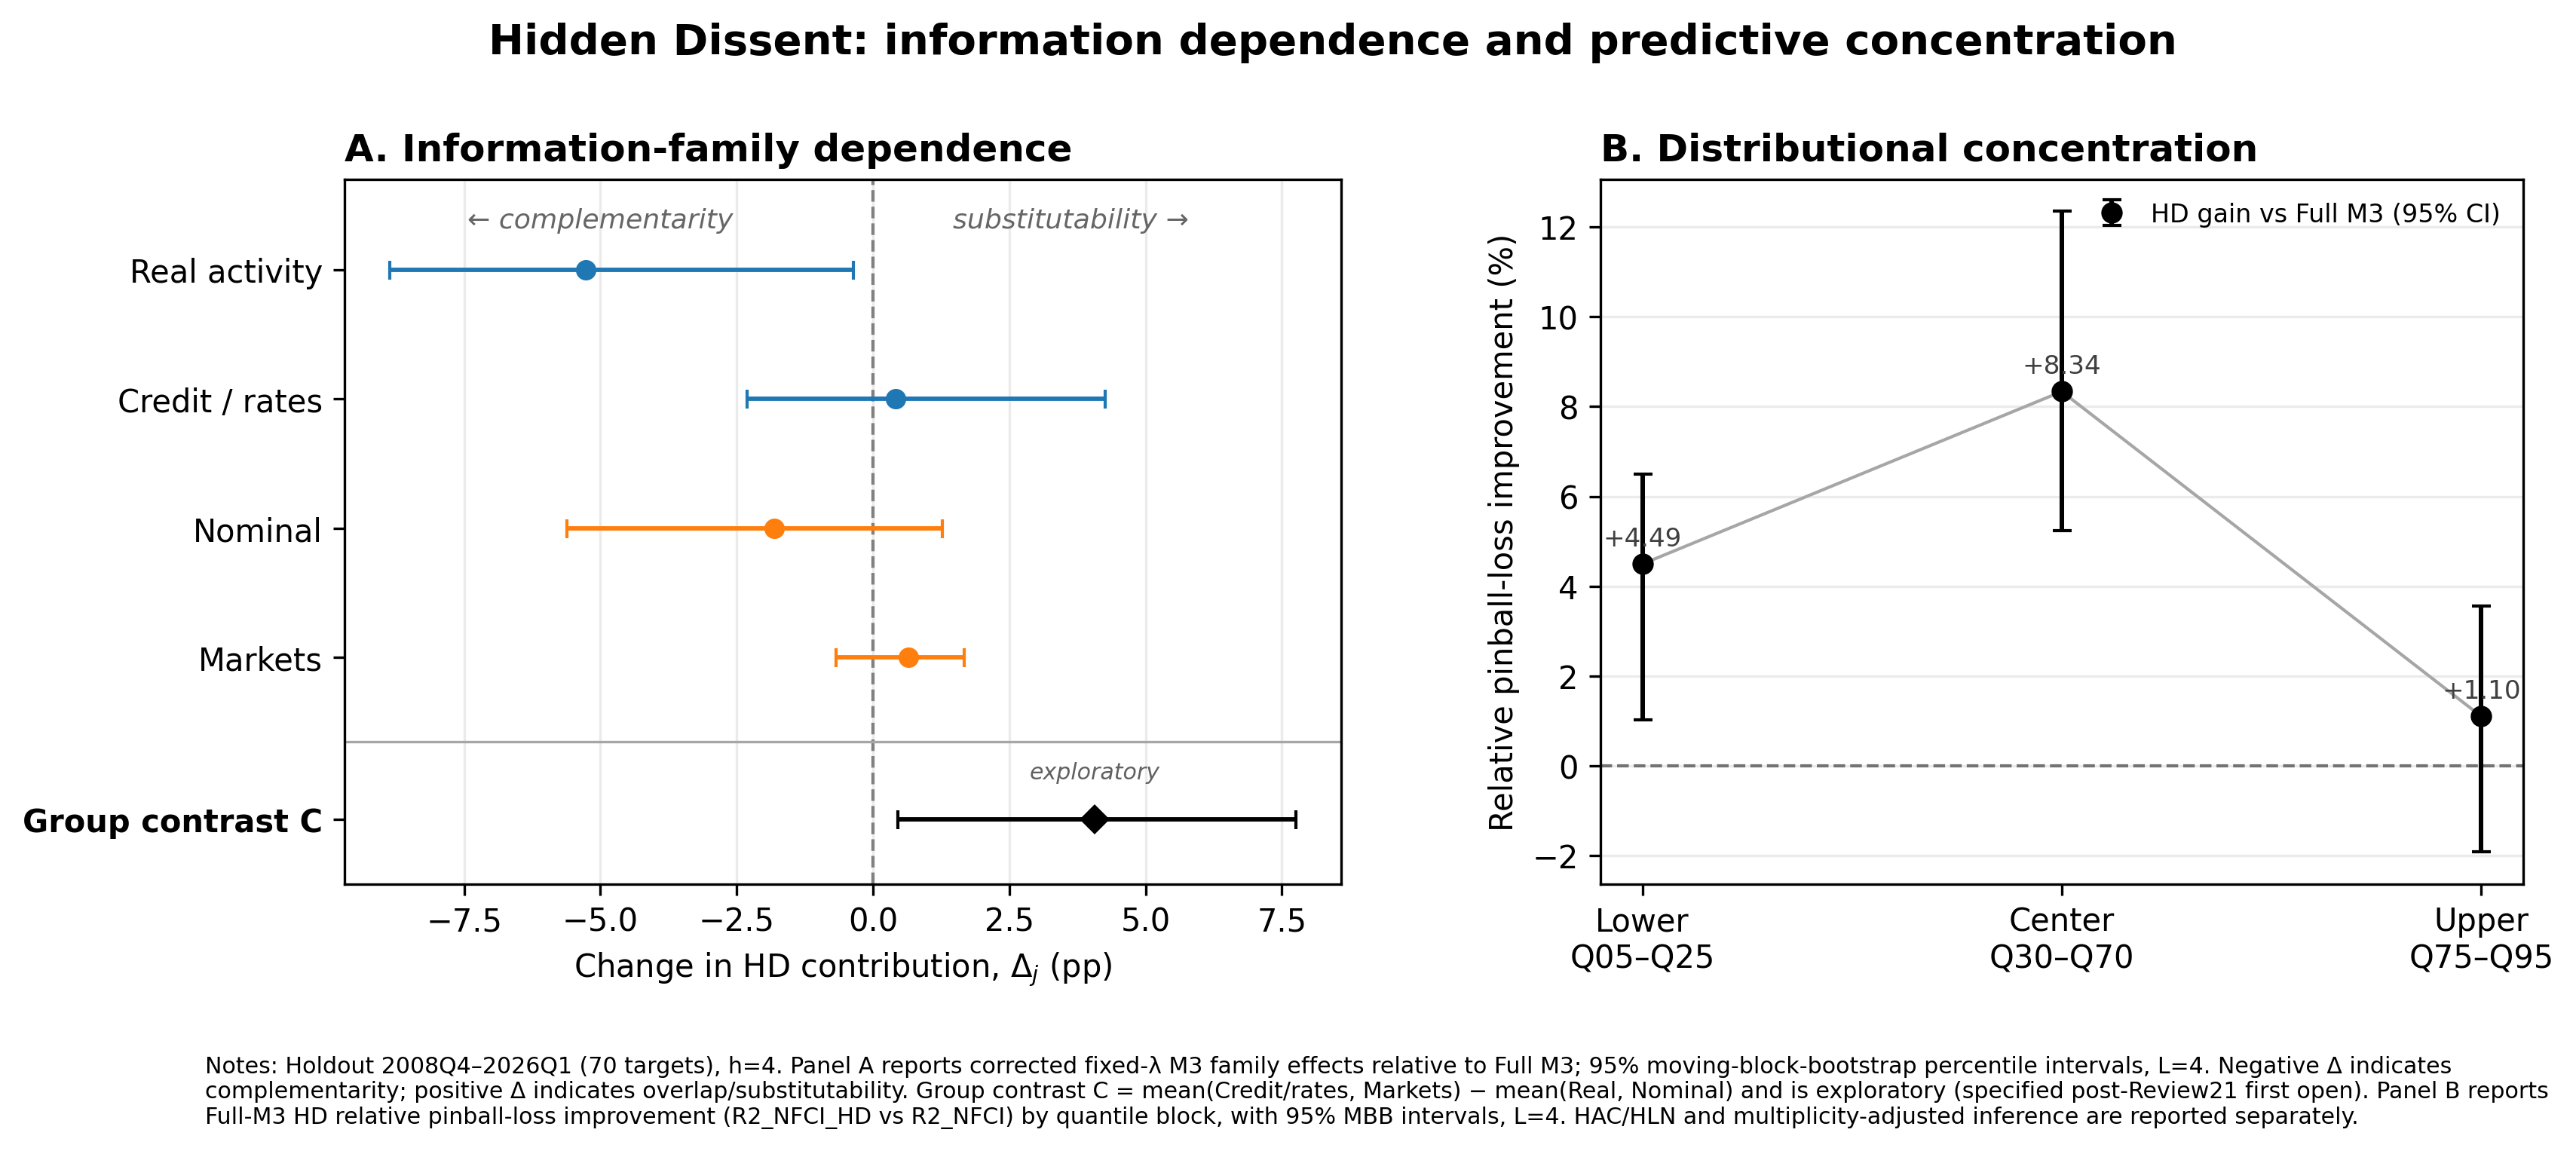 Hidden Dissent: information dependence and predictive concentration
A. Information-family dependence
← complementarity
substitutability →
Real activity
Credit / rates
Nominal
Markets
exploratory
Group contrast C
−7.5
−5.0
−2.5
0.0
2.5
5.0
7.5
Change in HD contribution, Δj (pp)
B. Distributional concentration
HD gain vs Full M3 (95% CI)
Relative pinball-loss improvement (%)
12
10
8
6
4
2
0
−2
+4.49
+8.34
+1.10
Lower
Q05–Q25
Center
Q30–Q70
Upper
Q75–Q95
Notes: Holdout 2008Q4–2026Q1 (70 targets), h=4. Panel A reports corrected fixed-λ M3 family effects relative to Full M3; 95% moving-block-bootstrap percentile intervals, L=4. Negative Δ indicates
complementarity; positive Δ indicates overlap/substitutability. Group contrast C = mean(Credit/rates, Markets) − mean(Real, Nominal) and is exploratory (specified post-Review21 first open). Panel B reports
Full-M3 HD relative pinball-loss improvement (R2_NFCI_HD vs R2_NFCI) by quantile block, with 95% MBB intervals, L=4. HAC/HLN and multiplicity-adjusted inference are reported separately.